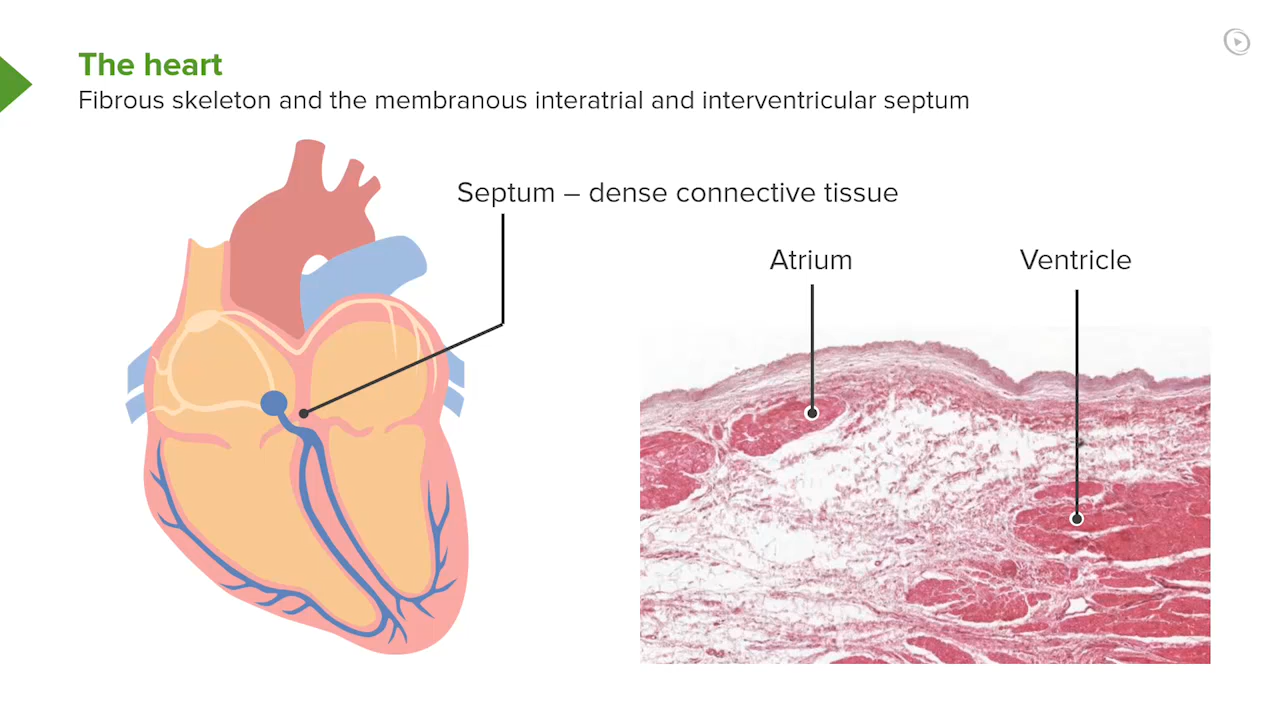 The heart
Fibrous skeleton and the membranous interatrial and interventricular septum
Septum – dense connective tissue
Atrium
Ventricle